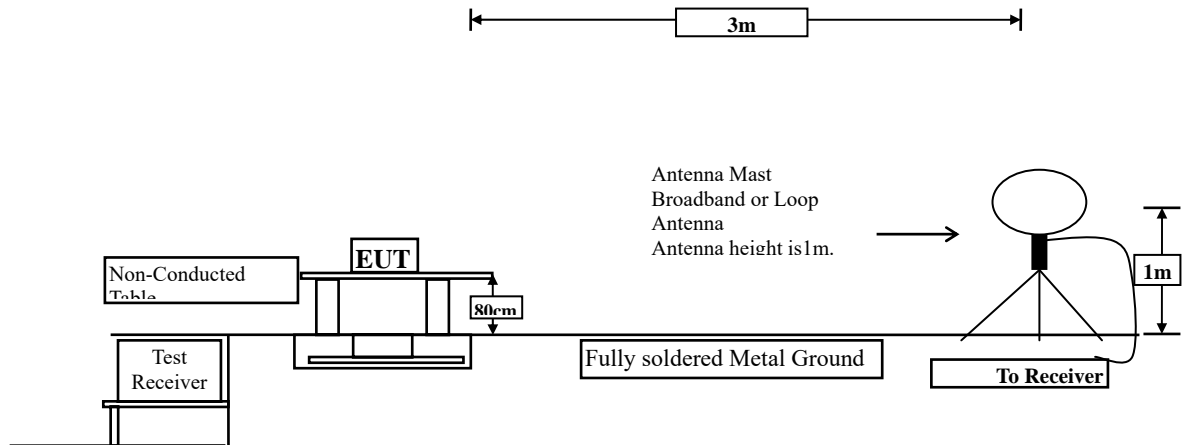 3m
Antenna Mast
Broadband or Loop
Antenna
Antenna height is1m.
EUT
Non-Conducted
Table
80cm
1m
Test
Receiver
Fully soldered Metal Ground
To Receiver